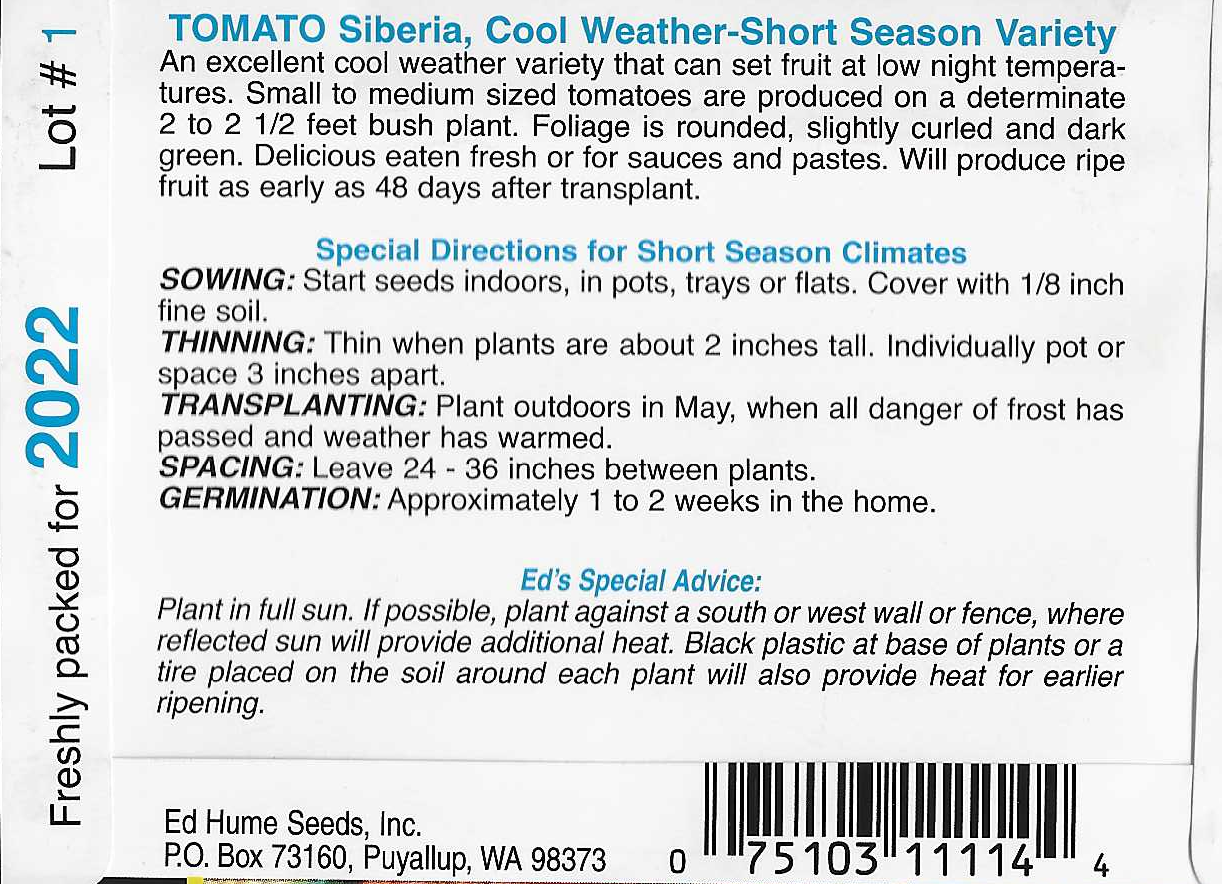 TOMATO Siberia, Cool Weather-Short Season Variety
An excellent cool weather variety that can set fruit at low night tempera-
tures. Small to medium sized tomatoes are produced on a determinate
2 to 2 1/2 feet bush plant. Foliage is rounded, slightly curled and dark
green. Delicious eaten fresh or for sauces and pastes. Will produce ripe
fruit as early as 48 days after transplant.
Special Directions for Short Season Climates
SOWING: Start seeds indoors, in pots, trays or flats. Cover with 1/8 inch
fine soil.
THINNING: Thin when plants are about 2 inches tall. Individually pot or
space 3 inches apart.
TRANSPLANTING: Plant outdoors in May, when all danger of frost has
passed and weather has warmed.
SPACING: Leave 24 - 36 inches between plants.
GERMINATION: Approximately 1 to 2 weeks in the home.
Ed's Special Advice:
Plant in full sun. If possible, plant against a south or west wall or fence, where
reflected sun will provide additional heat. Black plastic at base of plants or a
tire placed on the soil around each plant will also provide heat for earlier
ripening.
Ed Hume Seeds, Inc.
P.O. Box 73160, Puyallup, WA 98373
0 75103 11114 4
Freshly packed for 2022 Lot # 1